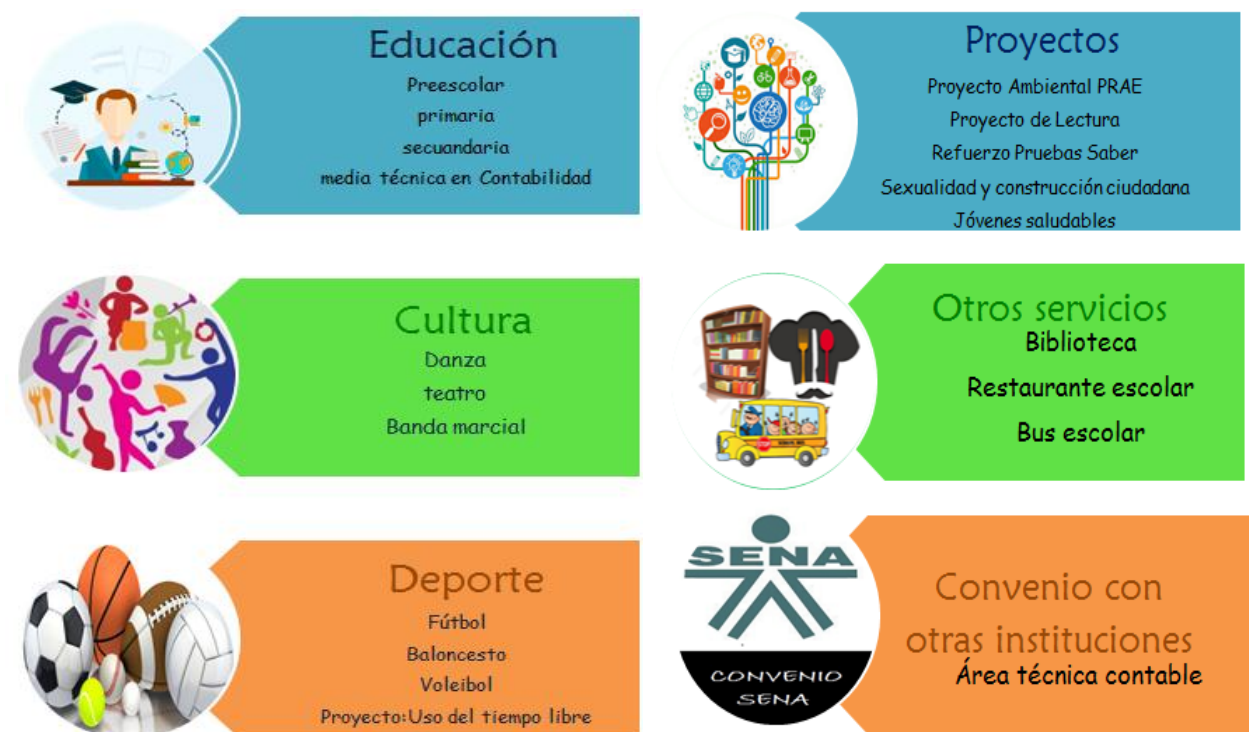 Educación
Preescolar
primaria
secuandaria
media técnica en Contabilidad
Proyectos
Proyecto Ambiental PRAE
Proyecto de Lectura
Refuerzo Pruebas Saber
Sexualidad y construcción ciudadana
Jóvenes saludables
Cultura
Danza
teatro
Banda marcial
Otros servicios
Biblioteca
Restaurante escolar
Bus escolar
Deporte
Fútbol
Baloncesto
Voleibol
Proyecto:Uso del tiempo libre
SENA
CONVENIO
SENA
Convenio con
otras instituciones
Área técnica contable